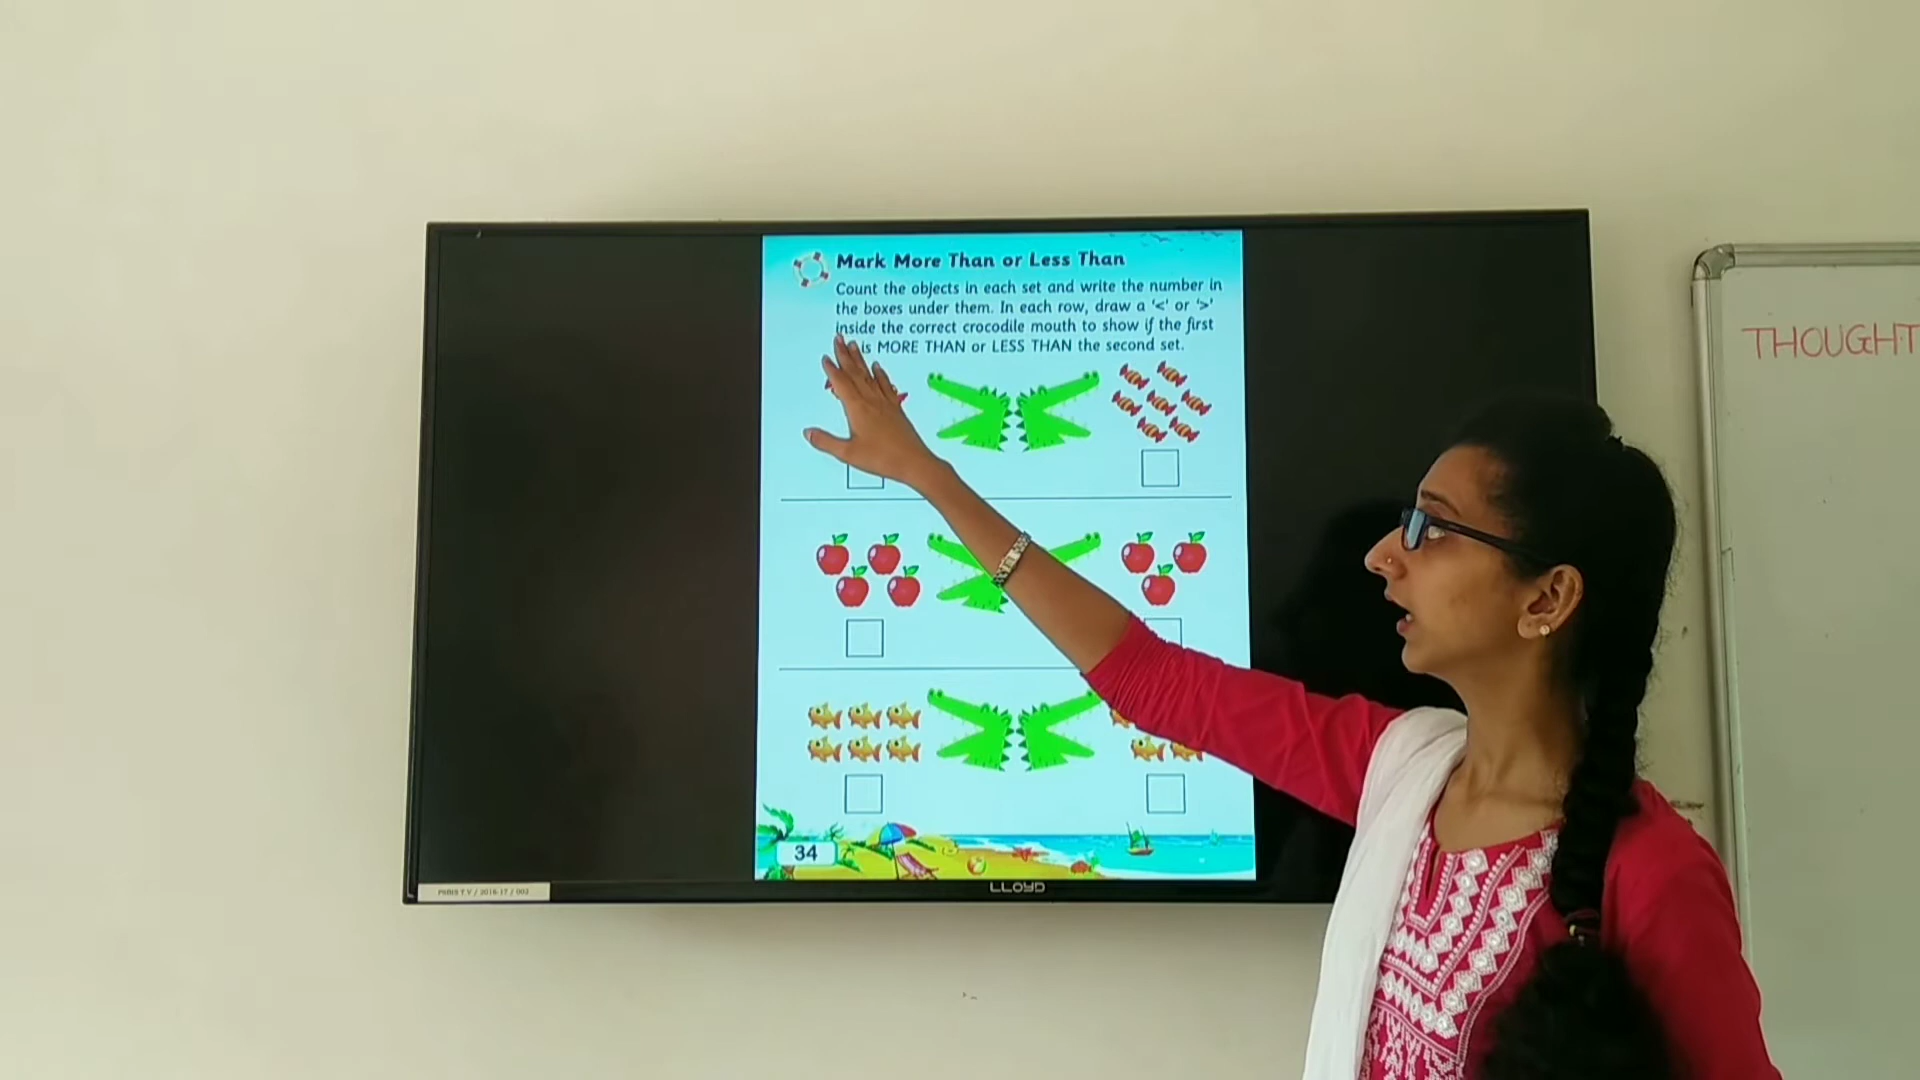 Mark More Than or Less Than
Count the objects in each set and write the number in
the boxes under them. In each row, draw a '<' or '>'
inside the correct crocodile mouth to show if the first
is MORE THAN or LESS THAN the second set.
34
LLOYD
THOUGHT